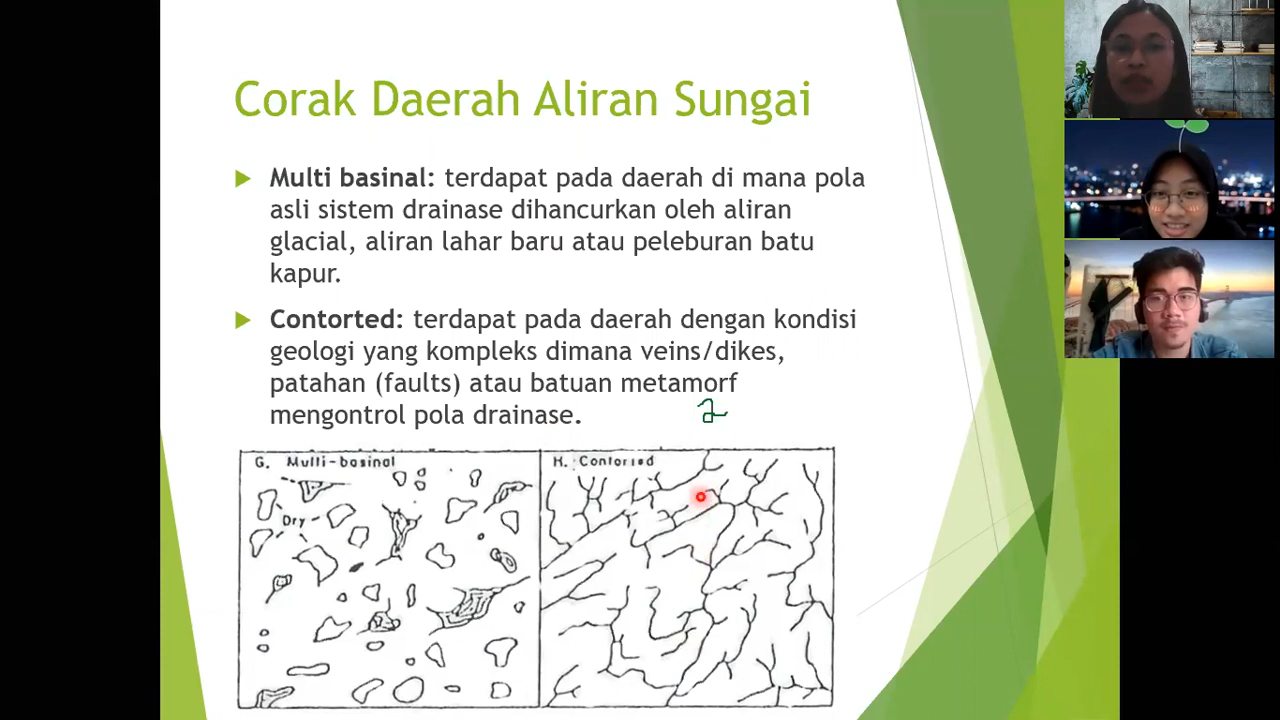 Corak Daerah Aliran Sungai
Multi basinal: terdapat pada daerah di mana pola
asli sistem drainase dihancurkan oleh aliran
glacial, aliran lahar baru atau peleburan batu
kapur.
Contorted: terdapat pada daerah dengan kondisi
geologi yang kompleks dimana veins/dikes,
patahan (faults) atau batuan metamorf
mengontrol pola drainase.
G. Multi-basinal
H. Contorted
Dry